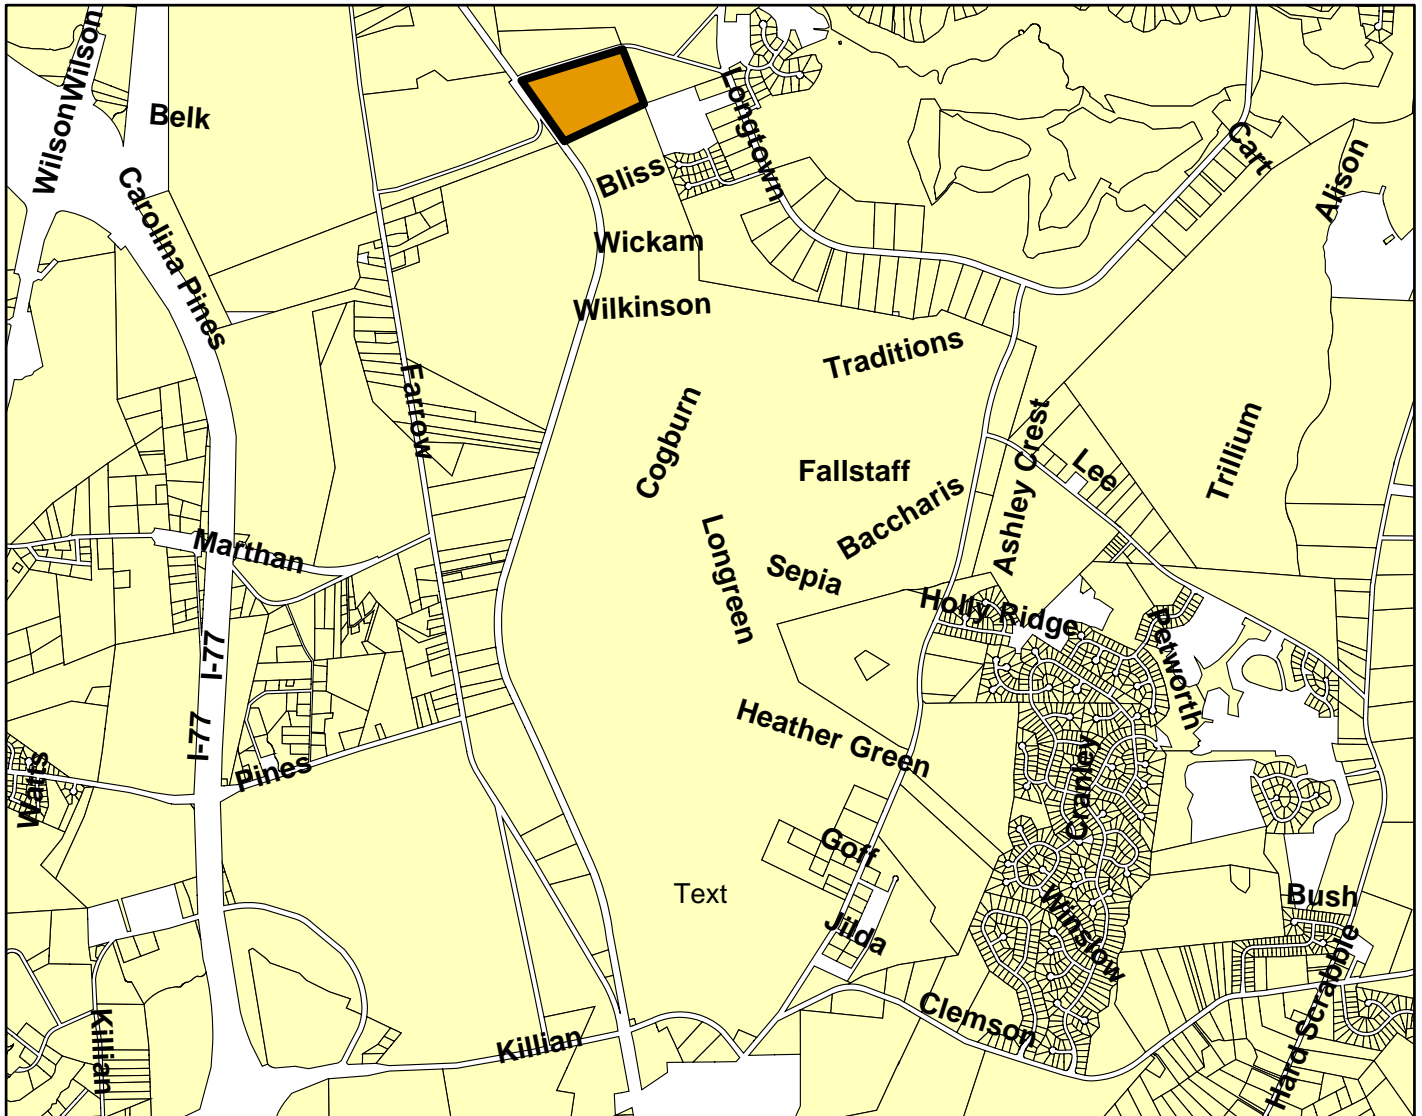 Wilson
Wilson
Belk
Longtown
Cart
Alison
Bliss
Carolina Pines
Wickam
Wilkinson
Traditions
Farrow
Cogburn
Ashley Crest
Trillium
Fallstaff
Lee
Baccharis
Longreen
Marthan
Sepia
Holly Ridge
Petworth
I-77
I-77
Heather Green
Pines
Watts
Cranley
Goff
Text
Bush
Jilda
Winslow
Hard Scrabble
Clemson
Killian
Killian